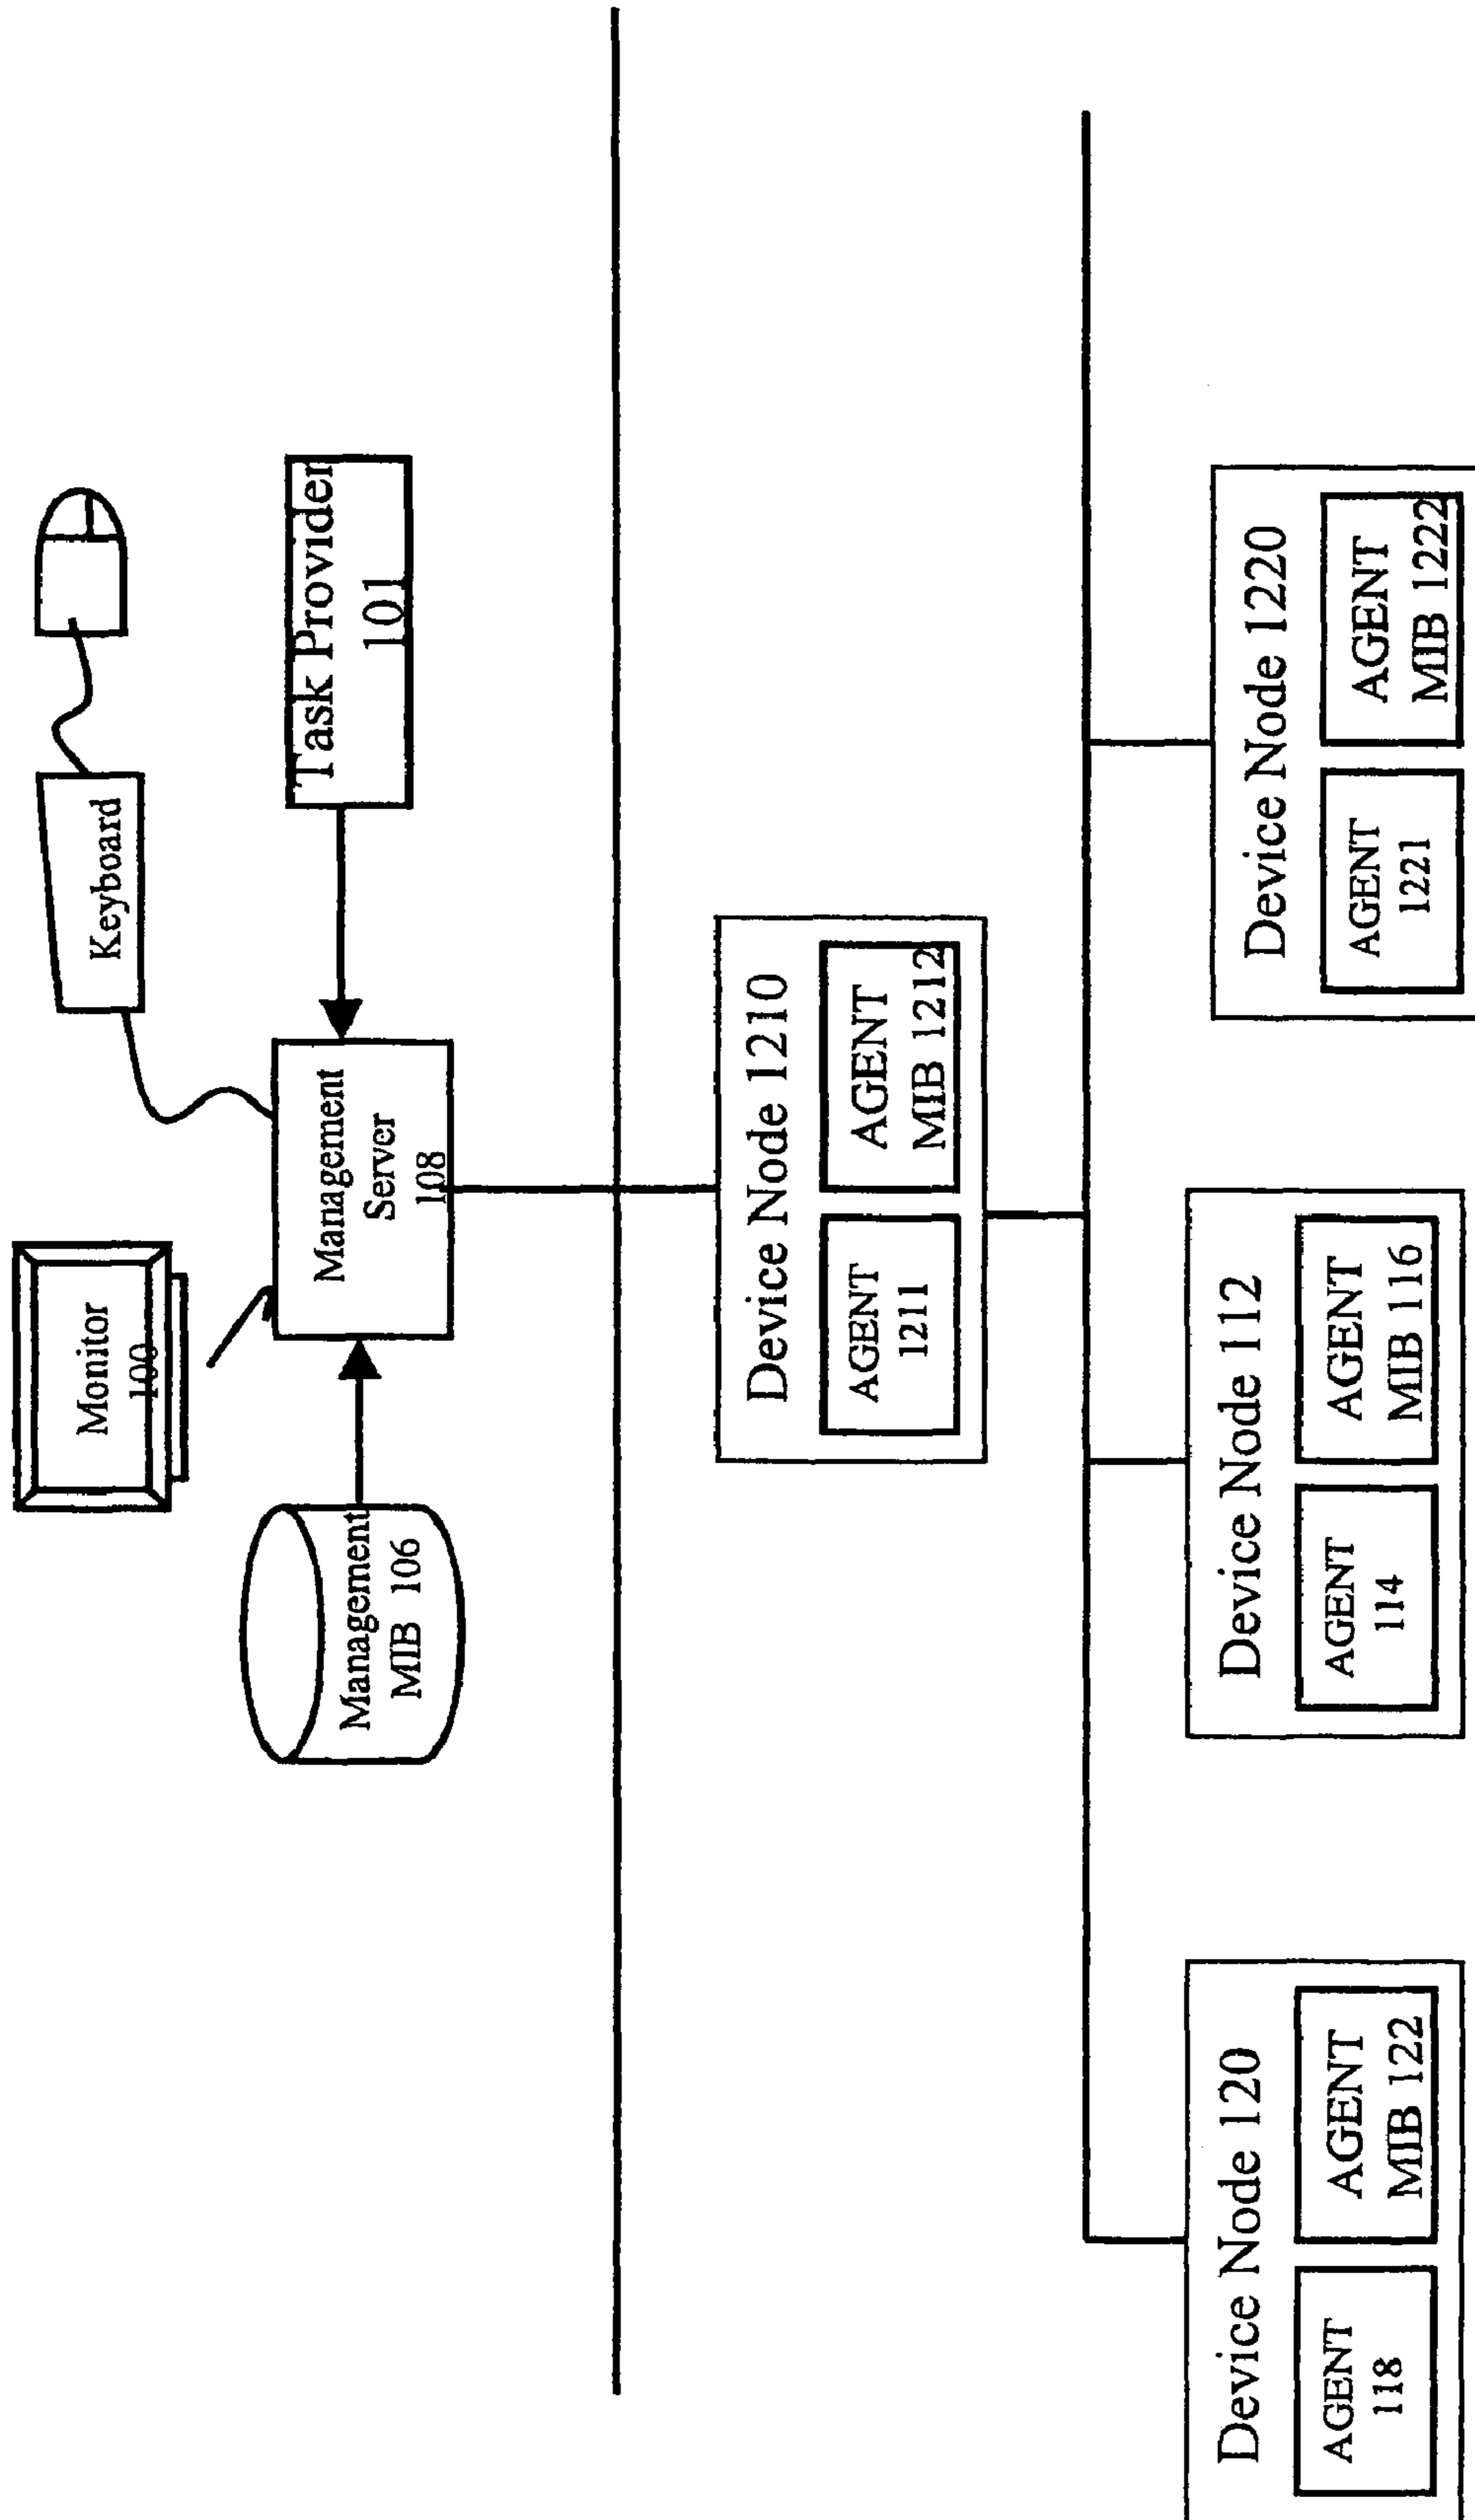 Monitor
100
Keyboard
Management
MIB 106
Management
Server
108
Task Provider
101
Device Node 1210
AGENT
1211
AGENT
MIB 1212
Device Node 120
AGENT
118
AGENT
MIB 122
Device Node 112
AGENT
114
AGENT
MIB 116
Device Node 1220
AGENT
1221
AGENT
MIB 1222